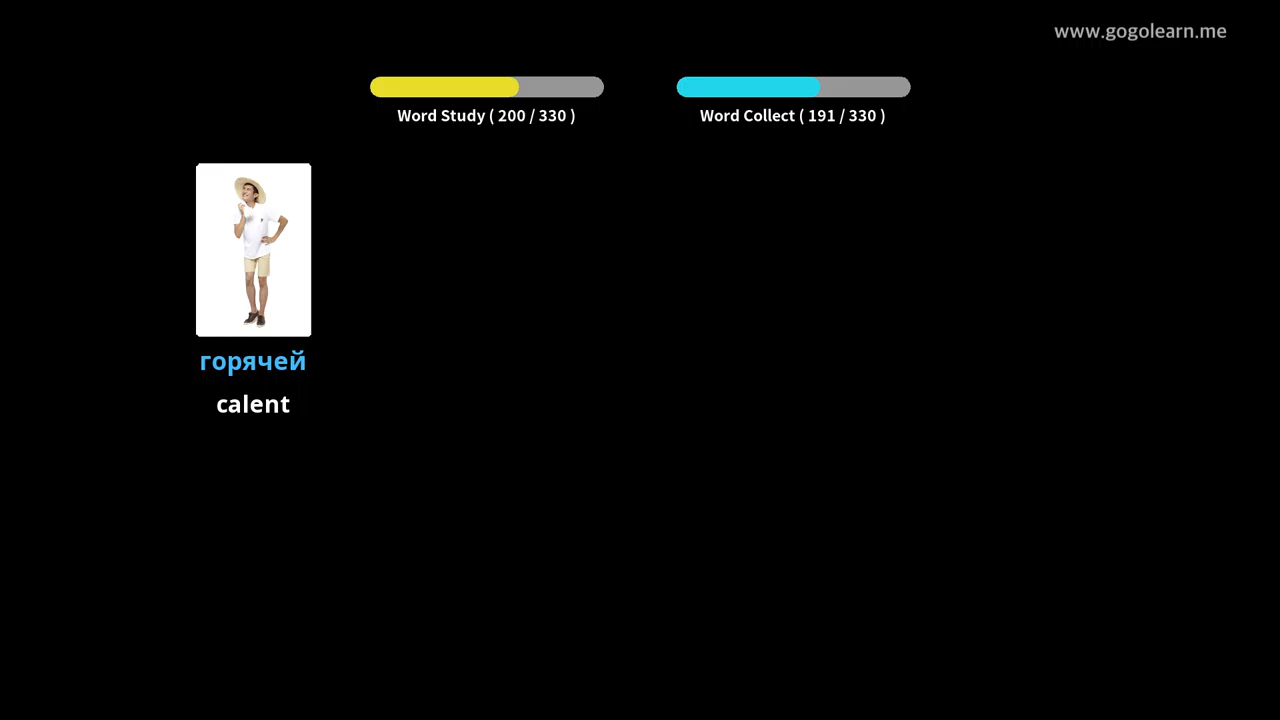 www.gogolearn.me
Word Study ( 200 / 330 )
Word Collect ( 191 / 330 )
горячей
calent